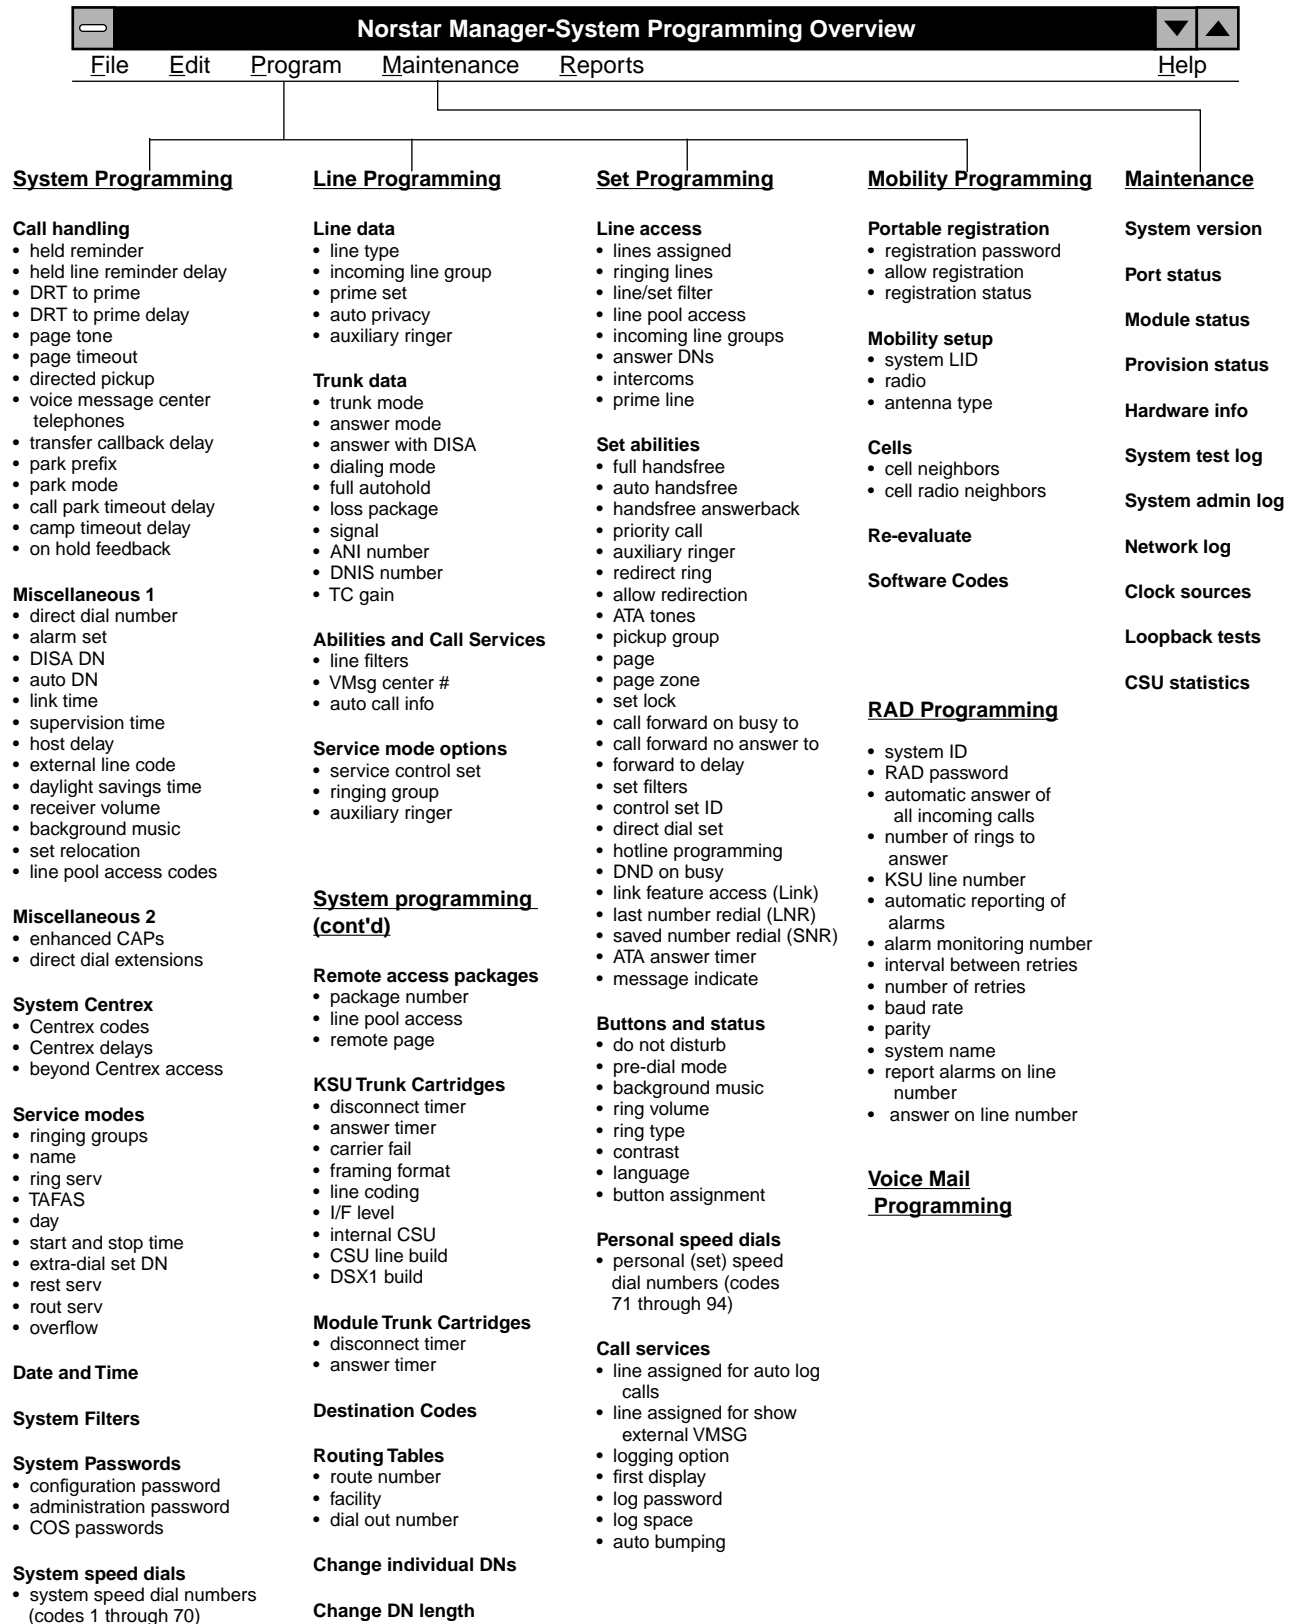 Norstar Manager-System Programming Overview
File Edit Program Maintenance Reports Help
System Programming
Call handling
• held reminder
• held line reminder delay
• DRT to prime
• DRT to prime delay
• page tone
• page timeout
• directed pickup
• voice message center
telephones
• transfer callback delay
• park prefix
• park mode
• call park timeout delay
• camp timeout delay
• on hold feedback
Miscellaneous 1
• direct dial number
• alarm set
• DISA DN
• auto DN
• link time
• supervision time
• host delay
• external line code
• daylight savings time
• receiver volume
• background music
• set relocation
• line pool access codes
Miscellaneous 2
• enhanced CAPs
• direct dial extensions
System Centrex
• Centrex codes
• Centrex delays
• beyond Centrex access
Service modes
• ringing groups
• name
• ring serv
• TAFAS
• day
• start and stop time
• extra-dial set DN
• rest serv
• rout serv
• overflow
Date and Time
System Filters
System Passwords
• configuration password
• administration password
• COS passwords
System speed dials
• system speed dial numbers
(codes 1 through 70)
Line Programming
Line data
• line type
• incoming line group
• prime set
• auto privacy
• auxiliary ringer
Trunk data
• trunk mode
• answer mode
• answer with DISA
• dialing mode
• full autohold
• loss package
• signal
• ANI number
• DNIS number
• TC gain
Abilities and Call Services
• line filters
• VMsg center #
• auto call info
Service mode options
• service control set
• ringing group
• auxiliary ringer
System programming
(cont'd)
Remote access packages
• package number
• line pool access
• remote page
KSU Trunk Cartridges
• disconnect timer
• answer timer
• carrier fail
• framing format
• line coding
• I/F level
• internal CSU
• CSU line build
• DSX1 build
Module Trunk Cartridges
• disconnect timer
• answer timer
Destination Codes
Routing Tables
• route number
• facility
• dial out number
Change individual DNs
Change DN length
Set Programming
Line access
• lines assigned
• ringing lines
• line/set filter
• line pool access
• incoming line groups
• answer DNs
• intercoms
• prime line
Set abilities
• full handsfree
• auto handsfree
• handsfree answerback
• priority call
• auxiliary ringer
• redirect ring
• allow redirection
• ATA tones
• pickup group
• page
• page zone
• set lock
• call forward on busy to
• call forward no answer to
• forward to delay
• set filters
• control set ID
• direct dial set
• hotline programming
• DND on busy
• link feature access (Link)
• last number redial (LNR)
• saved number redial (SNR)
• ATA answer timer
• message indicate
Buttons and status
• do not disturb
• pre-dial mode
• background music
• ring volume
• ring type
• contrast
• language
• button assignment
Personal speed dials
• personal (set) speed
dial numbers (codes
71 through 94)
Call services
• line assigned for auto log
calls
• line assigned for show
external VMSG
• logging option
• first display
• log password
• log space
• auto bumping
Mobility Programming
Portable registration
• registration password
• allow registration
• registration status
Mobility setup
• system LID
• radio
• antenna type
Cells
• cell neighbors
• cell radio neighbors
Re-evaluate
Software Codes
RAD Programming
• system ID
• RAD password
• automatic answer of
all incoming calls
• number of rings to
answer
• KSU line number
• automatic reporting of
alarms
• alarm monitoring number
• interval between retries
• number of retries
• baud rate
• parity
• system name
• report alarms on line
number
• answer on line number
Voice Mail
Programming
Maintenance
System version
Port status
Module status
Provision status
Hardware info
System test log
System admin log
Network log
Clock sources
Loopback tests
CSU statistics